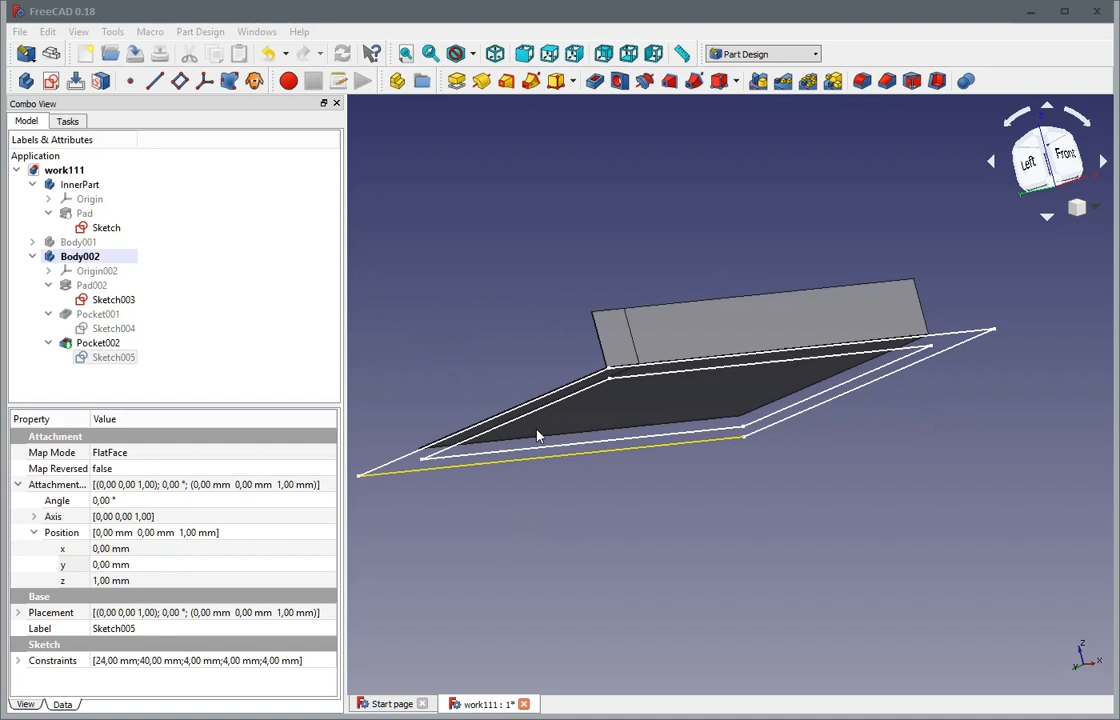 FreeCAD 0.18
File Edit View Tools Macro Part Design Windows Help
Part Design
Combo View
Model Tasks
Labels & Attributes
Application
work111
InnerPart
Origin
Pad
Sketch
Body001
Body002
Origin002
Pad002
Sketch003
Pocket001
Sketch004
Pocket002
Sketch005
Property Value
Attachment
Map Mode FlatFace
Map Reversed false
Attachment... [(0,00 0,00 1,00); 0,00 °; (0,00 mm 0,00 mm 1,00 mm)]
Angle 0,00 °
Axis [0,00 0,00 1,00]
Position [0,00 mm 0,00 mm 1,00 mm]
x 0,00 mm
y 0,00 mm
z 1,00 mm
Base
Placement [(0,00 0,00 1,00); 0,00 °; (0,00 mm 0,00 mm 1,00 mm)]
Label Sketch005
Sketch
Constraints [24,00 mm;40,00 mm;4,00 mm;4,00 mm;4,00 mm]
View Data
Left Front
Z
X
Y
Start page work111 : 1*